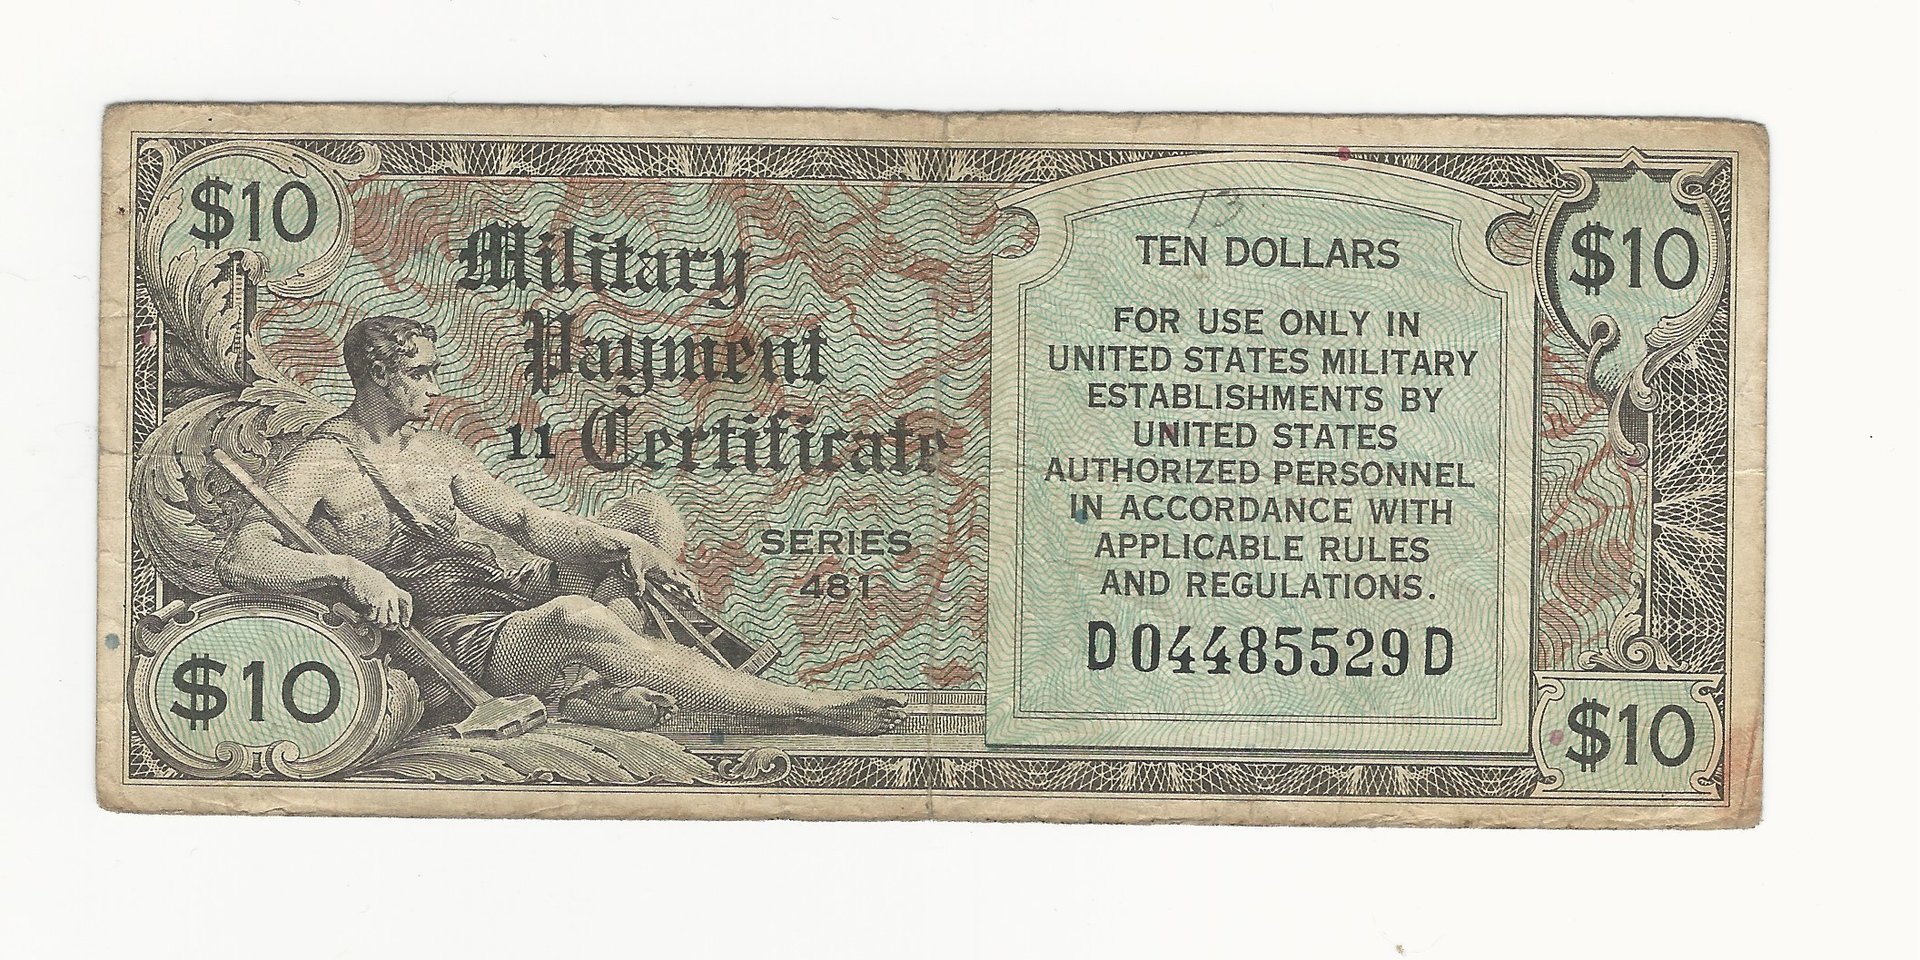 $10
Military
Payment
11 Certificate
SERIES
481
$10
13
TEN DOLLARS
FOR USE ONLY IN
UNITED STATES MILITARY
ESTABLISHMENTS BY
UNITED STATES
AUTHORIZED PERSONNEL
IN ACCORDANCE WITH
APPLICABLE RULES
AND REGULATIONS.
D04485529D
$10
$10